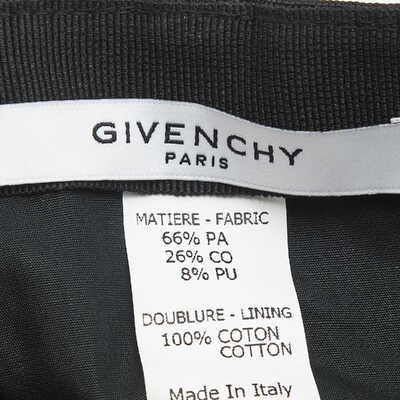 GIVENCHY
PARIS
MATIERE - FABRIC
66% PA
26% CO
8% PU
DOUBLURE - LINING
100% COTON
COTTON
Made In Italy